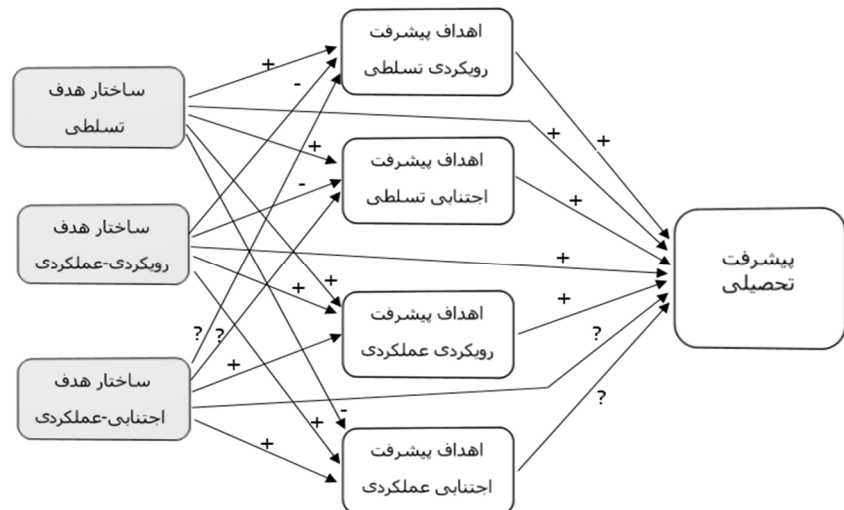 ساختار هدف
تسلطی
ساختار هدف
رویکردی-عملکردی
ساختار هدف
اجتنابی-عملکردی
اهداف پیشرفت
رویکردی تسلطی
اهداف پیشرفت
اجتنابی تسلطی
اهداف پیشرفت
رویکردی عملکردی
اهداف پیشرفت
اجتنابی عملکردی
پیشرفت
تحصیلی
+
-
+
-
+
+
?
?
+
+
-
+
+
+
+
+
+
?
?